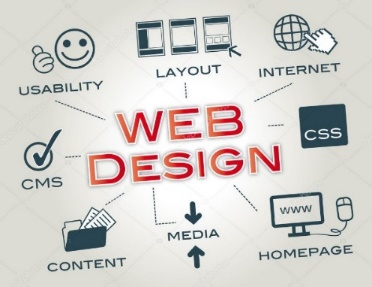 USABILITY
LAYOUT
INTERNET
WEB
DESIGN
CSS
CMS
CONTENT
MEDIA
www
HOMEPAGE